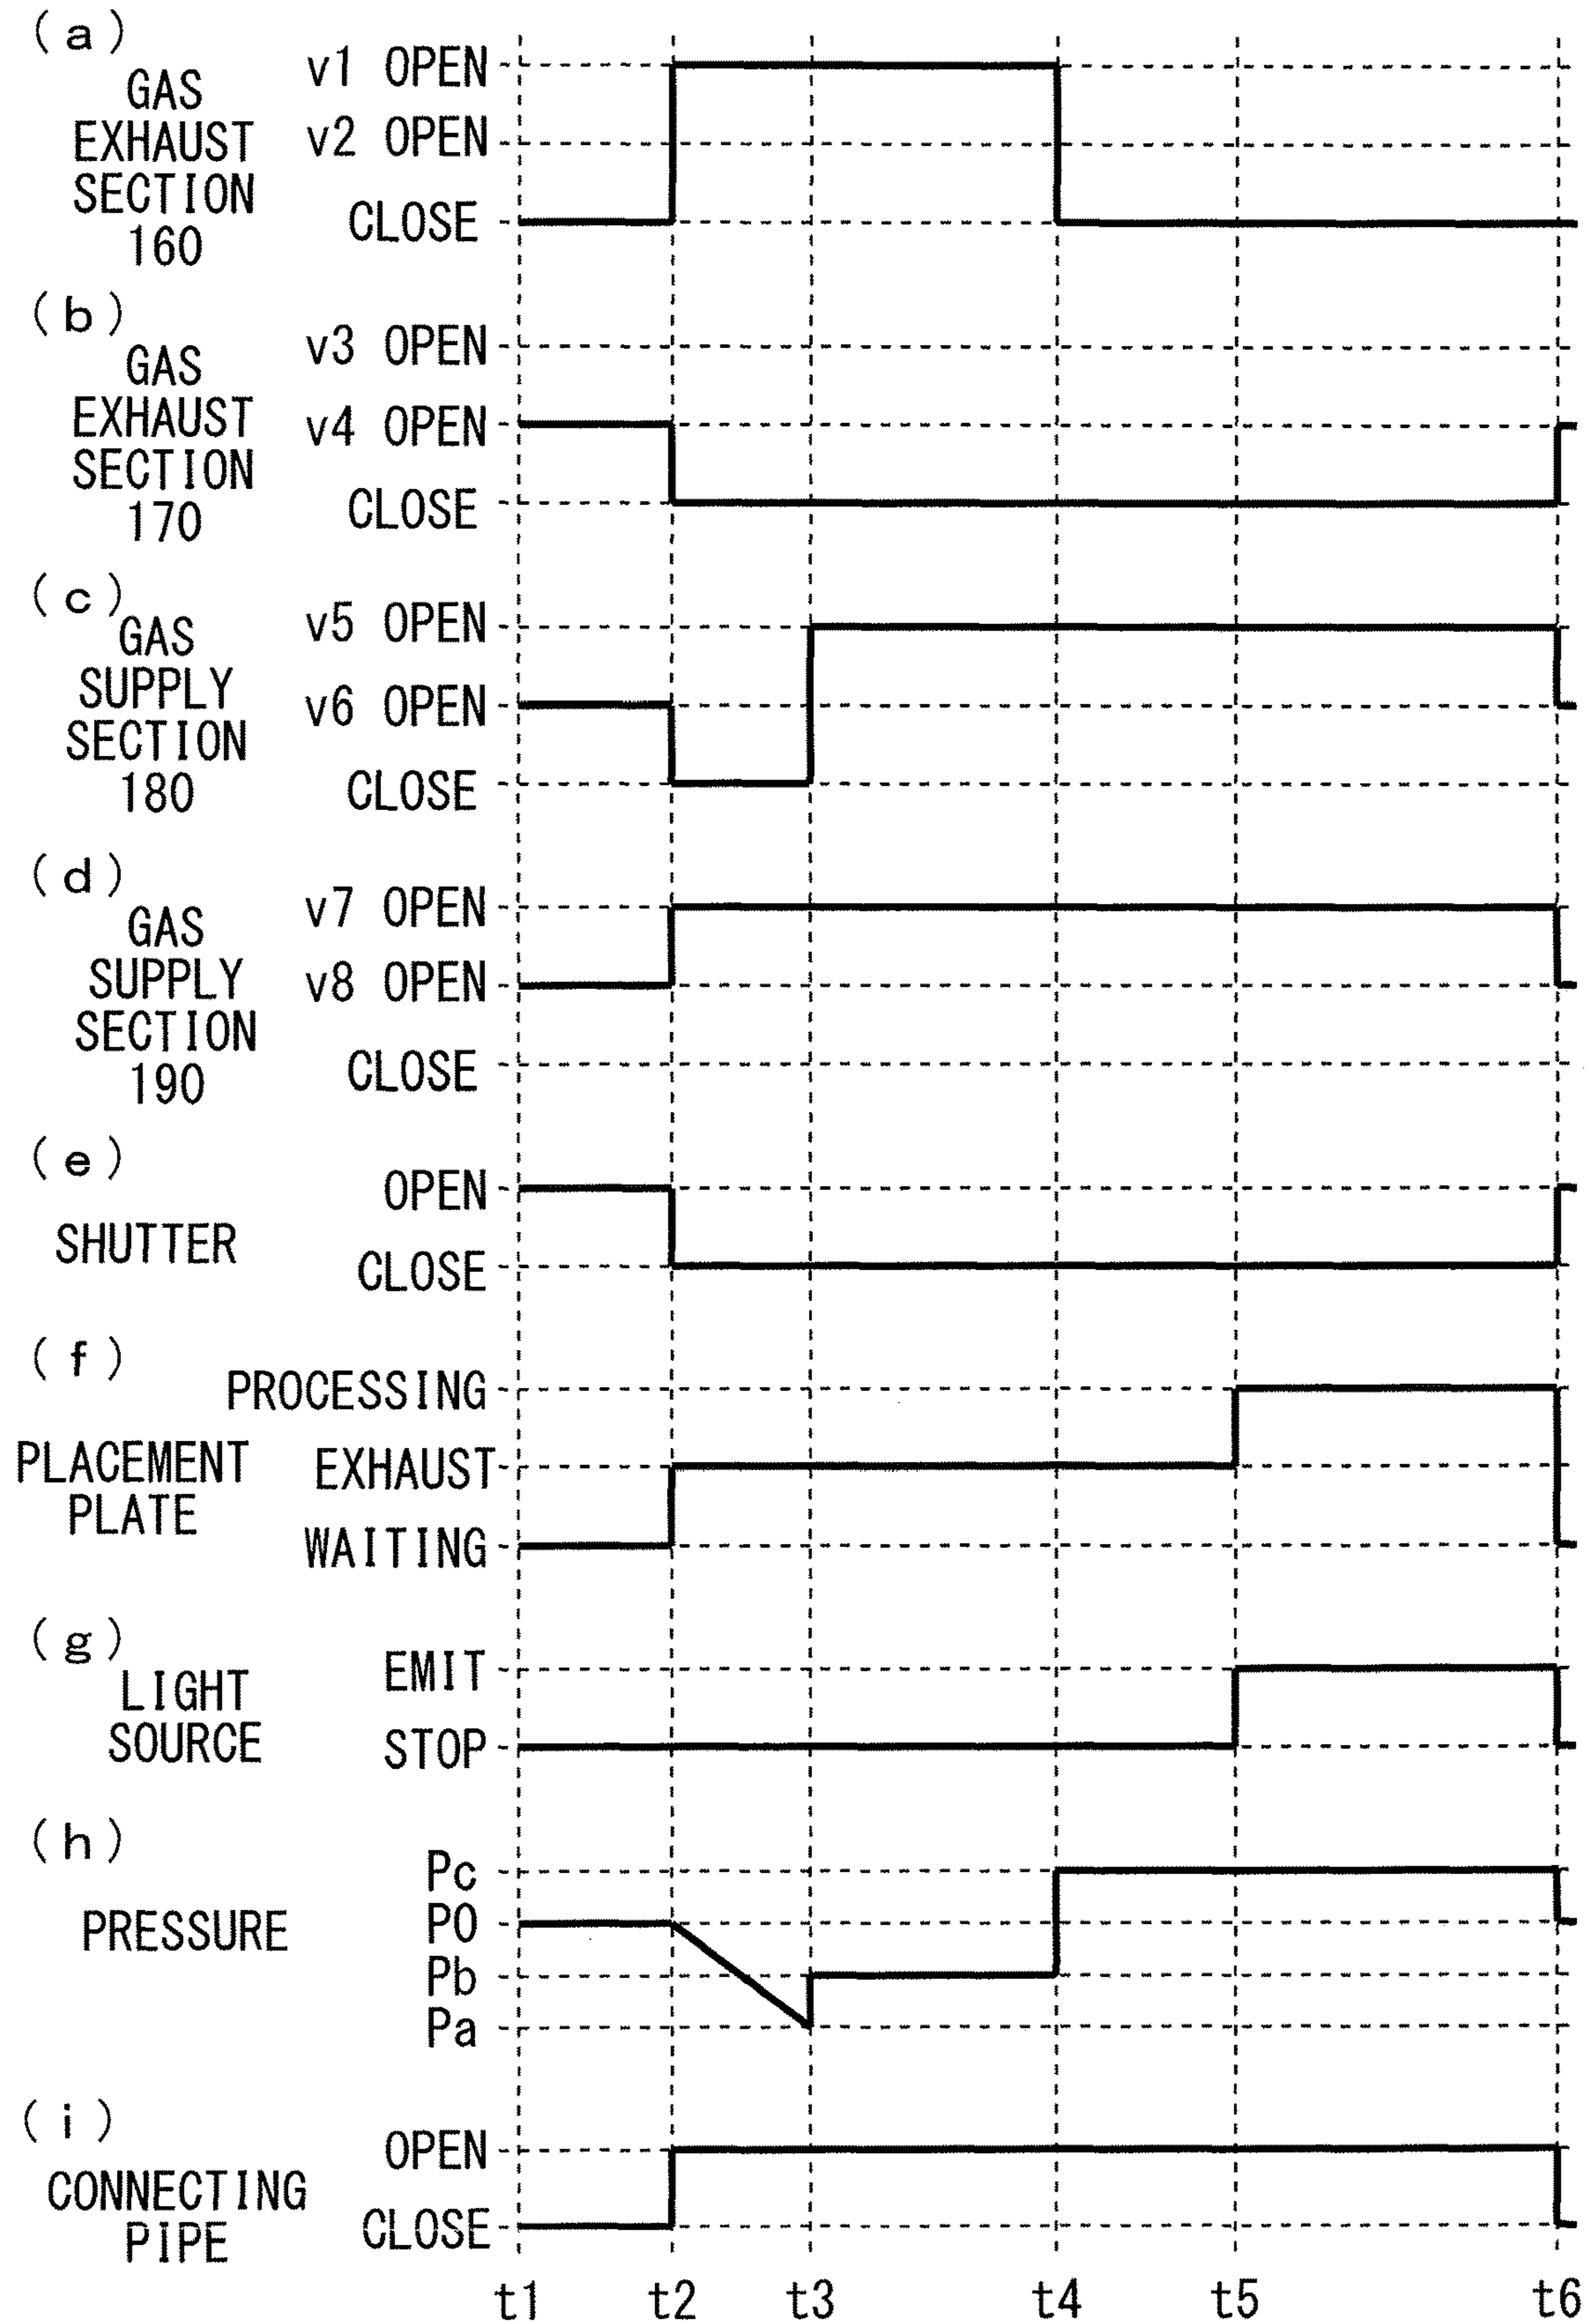 (a)
GAS
EXHAUST
SECTION
160
v1 OPEN
v2 OPEN
CLOSE
(b)
GAS
EXHAUST
SECTION
170
v3 OPEN
v4 OPEN
CLOSE
(c)
GAS
SUPPLY
SECTION
180
v5 OPEN
v6 OPEN
CLOSE
(d)
GAS
SUPPLY
SECTION
190
v7 OPEN
v8 OPEN
CLOSE
(e)
SHUTTER
OPEN
CLOSE
(f)
PLACEMENT
PLATE
PROCESSING
EXHAUST
WAITING
(g)
LIGHT
SOURCE
EMIT
STOP
(h)
PRESSURE
Pc
P0
Pb
Pa
(i)
CONNECTING
PIPE
OPEN
CLOSE
t1 t2 t3 t4 t5 t6